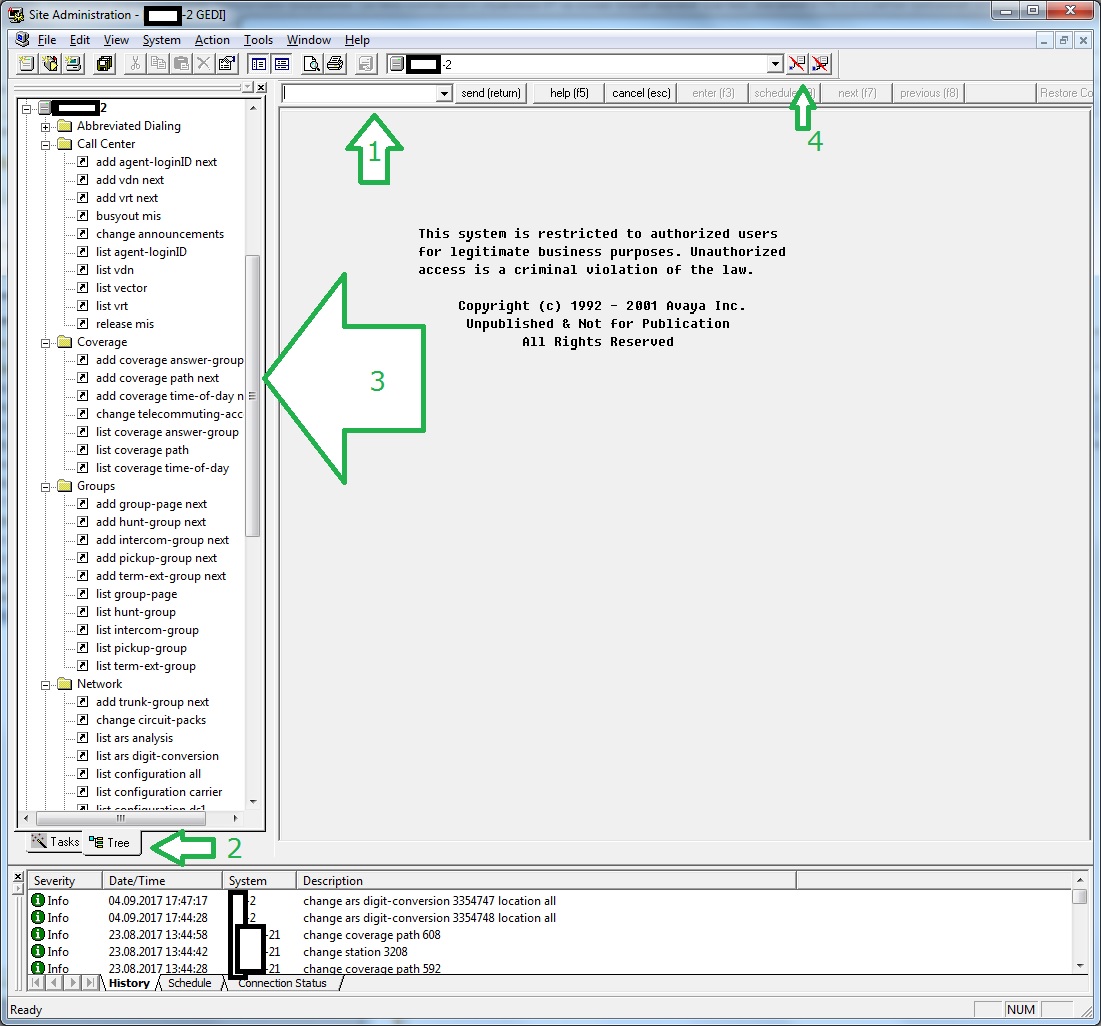 Site Administration - -2 GEDI]
File Edit View System Action Tools Window Help
-2
send (return) help (f5) cancel (esc) enter (f3) schedule next (f7) previous (f8) Restore Co
2
Abbreviated Dialing
Call Center
add agent-loginID next
add vdn next
add vrt next
busyout mis
change announcements
list agent-loginID
list vdn
list vector
list vrt
release mis
Coverage
add coverage answer-group
add coverage path next
add coverage time-of-day n
change telecommuting-acc
list coverage answer-group
list coverage path
list coverage time-of-day
Groups
add group-page next
add hunt-group next
add intercom-group next
add pickup-group next
add term-ext-group next
list group-page
list hunt-group
list intercom-group
list pickup-group
list term-ext-group
Network
add trunk-group next
change circuit-packs
list ars analysis
list ars digit-conversion
list configuration all
list configuration carrier
list configuration ds1
Tasks Tree
1
4
This system is restricted to authorized users
for legitimate business purposes. Unauthorized
access is a criminal violation of the law.
Copyright (c) 1992 - 2001 Avaya Inc.
Unpublished & Not for Publication
All Rights Reserved
3
2
Severity Date/Time System Description
Info 04.09.2017 17:47:17 -2 change ars digit-conversion 3354747 location all
Info 04.09.2017 17:44:28 -2 change ars digit-conversion 3354748 location all
Info 23.08.2017 13:44:58 -21 change coverage path 608
Info 23.08.2017 13:44:42 -21 change station 3208
Info 23.08.2017 13:44:28 -21 change coverage path 592
History Schedule Connection Status
Ready NUM